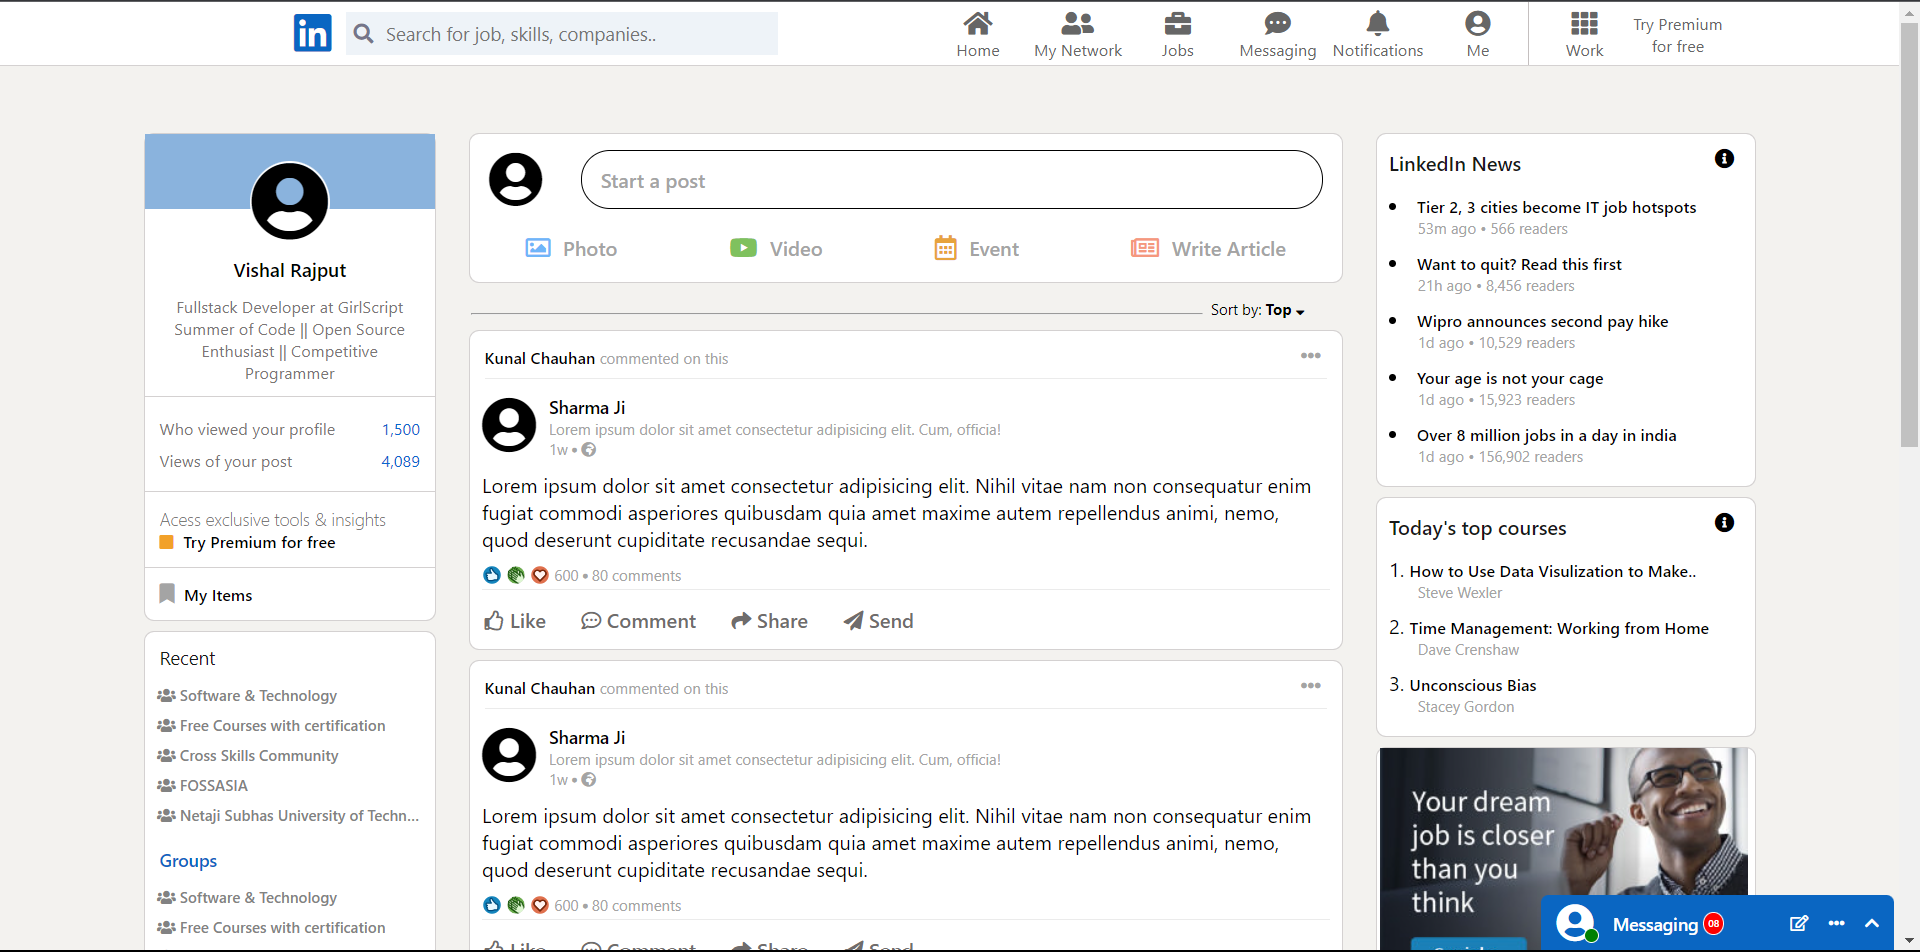 in
Search for job, skills, companies..
Home
My Network
Jobs
Messaging
Notifications
Me
Work
Try Premium
for free
Vishal Rajput
Fullstack Developer at GirlScript
Summer of Code || Open Source
Enthusiast || Competitive
Programmer
Who viewed your profile 1,500
Views of your post 4,089
Acess exclusive tools & insights
Try Premium for free
My Items
Recent
Software & Technology
Free Courses with certification
Cross Skills Community
FOSSASIA
Netaji Subhas University of Techn...
Groups
Software & Technology
Free Courses with certification
Start a post
Photo
Video
Event
Write Article
Sort by: Top
Kunal Chauhan commented on this
Sharma Ji
Lorem ipsum dolor sit amet consectetur adipisicing elit. Cum, officia!
1w •
Lorem ipsum dolor sit amet consectetur adipisicing elit. Nihil vitae nam non consequatur enim
fugiat commodi asperiores quibusdam quia amet maxime autem repellendus animi, nemo,
quod deserunt cupiditate recusandae sequi.
600 • 80 comments
Like
Comment
Share
Send
Kunal Chauhan commented on this
Sharma Ji
Lorem ipsum dolor sit amet consectetur adipisicing elit. Cum, officia!
1w •
Lorem ipsum dolor sit amet consectetur adipisicing elit. Nihil vitae nam non consequatur enim
fugiat commodi asperiores quibusdam quia amet maxime autem repellendus animi, nemo,
quod deserunt cupiditate recusandae sequi.
600 • 80 comments
Like
Comment
Share
Send
LinkedIn News
• Tier 2, 3 cities become IT job hotspots
53m ago • 566 readers
• Want to quit? Read this first
21h ago • 8,456 readers
• Wipro announces second pay hike
1d ago • 10,529 readers
• Your age is not your cage
1d ago • 15,923 readers
• Over 8 million jobs in a day in india
1d ago • 156,902 readers
Today's top courses
1. How to Use Data Visulization to Make..
Steve Wexler
2. Time Management: Working from Home
Dave Crenshaw
3. Unconscious Bias
Stacey Gordon
Your dream
job is closer
than you
think
Messaging 08